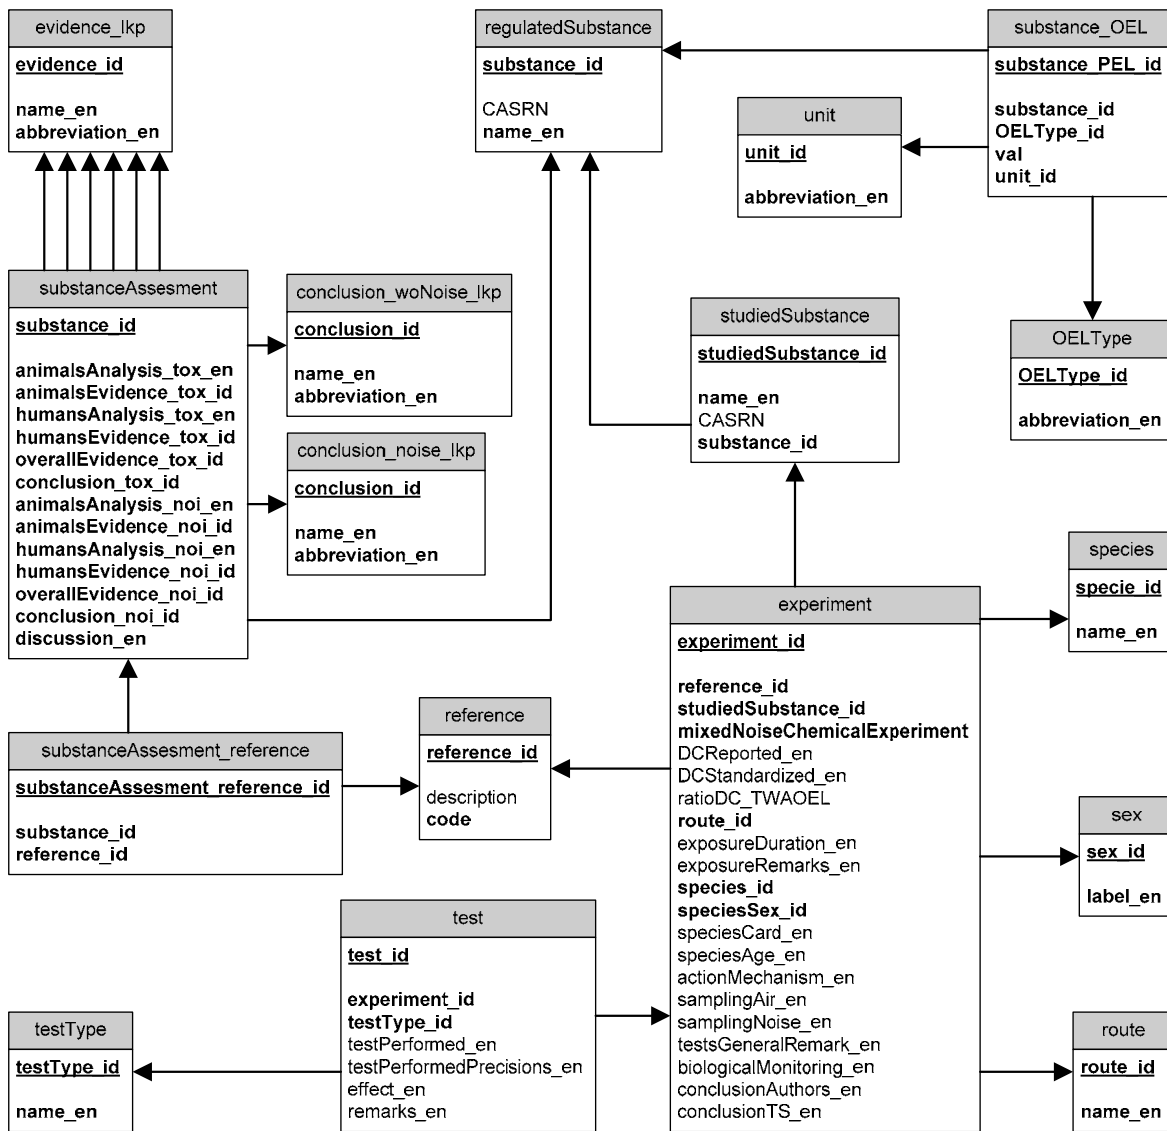 evidence_lkp
evidence_id
name_en
abbreviation_en
regulatedSubstance
substance_id
CASRN
name_en
substance_OEL
substance_PEL_id
substance_id
OELType_id
val
unit_id
unit
unit_id
abbreviation_en
substanceAssesment
substance_id
animalsAnalysis_tox_en
animalsEvidence_tox_id
humansAnalysis_tox_en
humansEvidence_tox_id
overallEvidence_tox_id
conclusion_tox_id
animalsAnalysis_noi_en
animalsEvidence_noi_id
humansAnalysis_noi_en
humansEvidence_noi_id
overallEvidence_noi_id
conclusion_noi_id
discussion_en
conclusion_woNoise_lkp
conclusion_id
name_en
abbreviation_en
conclusion_noise_lkp
conclusion_id
name_en
abbreviation_en
studiedSubstance
studiedSubstance_id
name_en
CASRN
substance_id
OELType
OELType_id
abbreviation_en
species
specie_id
name_en
experiment
experiment_id
reference_id
studiedSubstance_id
mixedNoiseChemicalExperiment
DCReported_en
DCStandardized_en
ratioDC_TWAOEL
route_id
exposureDuration_en
exposureRemarks_en
species_id
speciesSex_id
speciesCard_en
speciesAge_en
actionMechanism_en
samplingAir_en
samplingNoise_en
testsGeneralRemark_en
biologicalMonitoring_en
conclusionAuthors_en
conclusionTS_en
reference
reference_id
description
code
substanceAssesment_reference
substanceAssesment_reference_id
substance_id
reference_id
sex
sex_id
label_en
test
test_id
experiment_id
testType_id
testPerformed_en
testPerformedPrecisions_en
effect_en
remarks_en
testType
testType_id
name_en
route
route_id
name_en